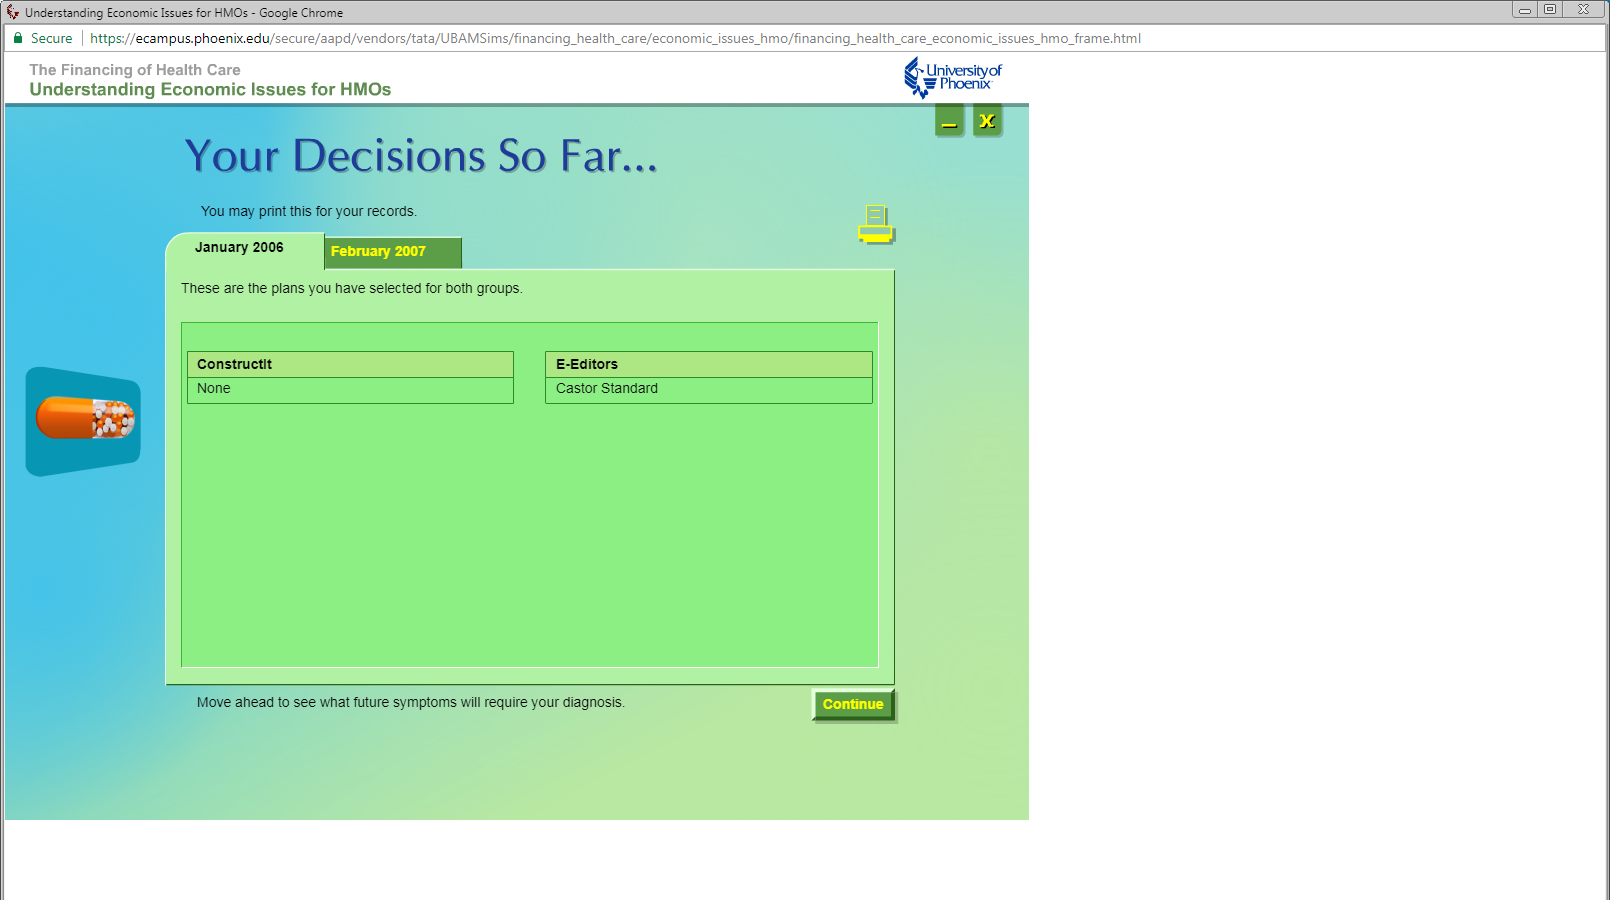 Understanding Economic Issues for HMOs - Google Chrome
Secure https://ecampus.phoenix.edu/secure/aapd/vendors/tata/UBAMSims/financing_health_care/economic_issues_hmo/financing_health_care_economic_issues_hmo_frame.html
The Financing of Health Care
Understanding Economic Issues for HMOs
University of
Phoenix
X
Your Decisions So Far...
You may print this for your records.
January 2006
February 2007
These are the plans you have selected for both groups.
ConstructIt
E-Editors
None
Castor Standard
Move ahead to see what future symptoms will require your diagnosis.
Continue